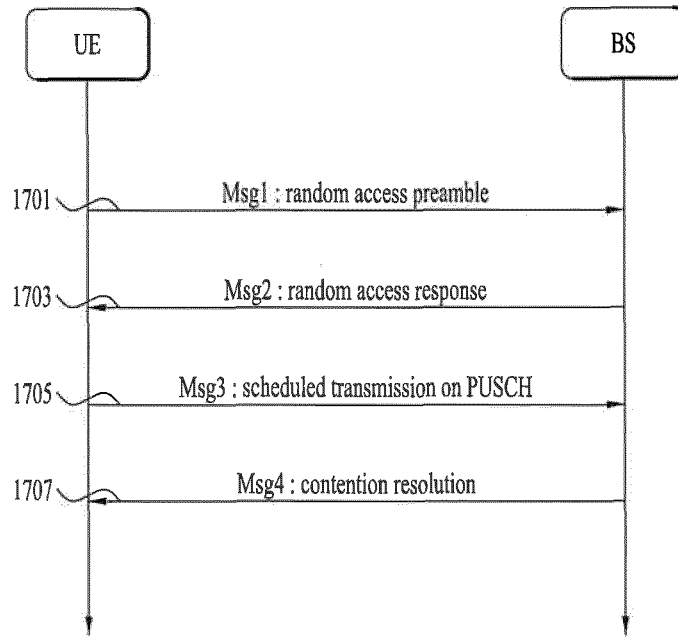 UE
BS
1701
Msg1 : random access preamble
1703
Msg2 : random access response
1705
Msg3 : scheduled transmission on PUSCH
1707
Msg4 : contention resolution